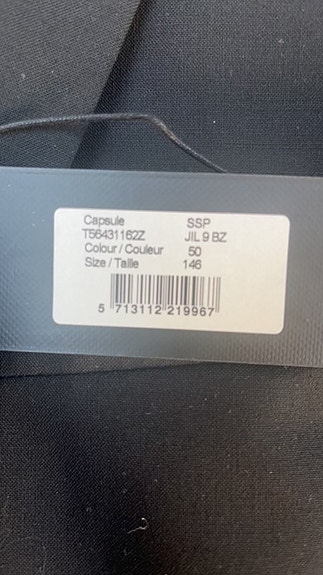 Capsule SSP
T56431162Z JIL 9 BZ
Colour / Couleur 50
Size / Taille 146
5 713112 219967